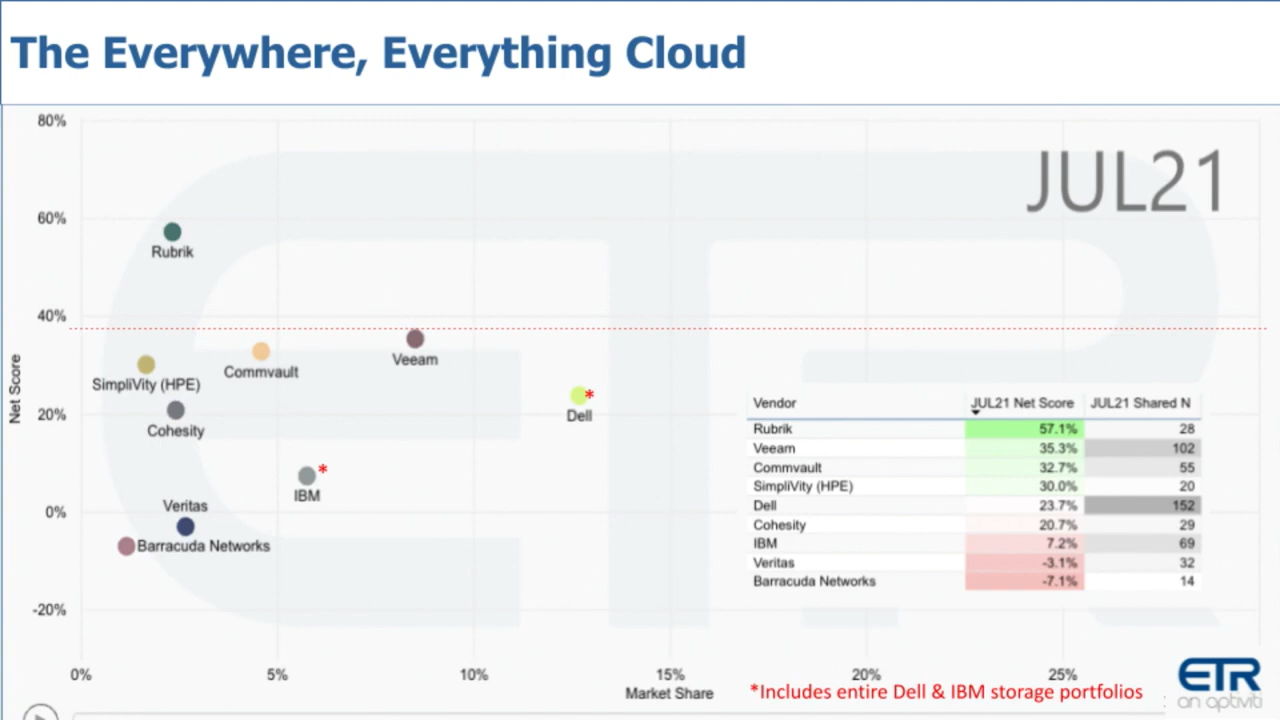 The Everywhere, Everything Cloud
80%
JUL21
60%
Rubrik
40%
Veeam
Commvault
SimpliVity (HPE)
*
Net Score
20%
Dell
Cohesity
*
IBM
Veritas
0%
Barracuda Networks
-20%
Vendor JUL21 Net Score JUL21 Shared N
Rubrik 57.1% 28
Veeam 35.3% 102
Commvault 32.7% 55
SimpliVity (HPE) 30.0% 20
Dell 23.7% 152
Cohesity 20.7% 29
IBM 7.2% 69
Veritas -3.1% 32
Barracuda Networks -7.1% 14
0% 5% 10% 15% 20% 25%
Market Share
*Includes entire Dell & IBM storage portfolios
ETR
an aptiviti